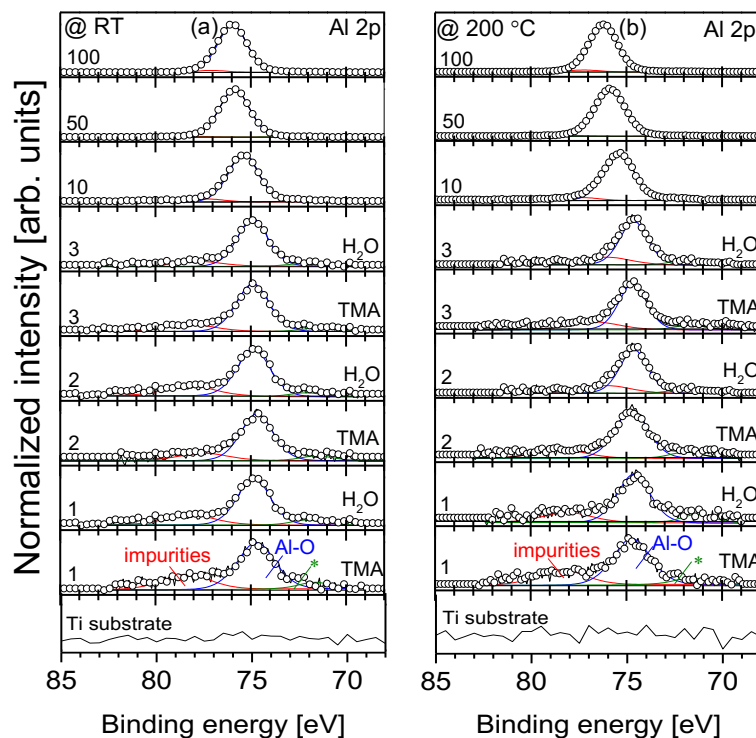 Normalized intensity [arb. units]
@ RT (a) Al 2p
100
50
10
3 H₂O
3 TMA
2 H₂O
2 TMA
1 H₂O
impurities Al-O *
1 TMA
Ti substrate
85 80 75 70
Binding energy [eV]
@ 200 °C (b) Al 2p
100
50
10
3 H₂O
3 TMA
2 H₂O
2 TMA
1 H₂O
impurities Al-O *
1 TMA
Ti substrate
85 80 75 70
Binding energy [eV]